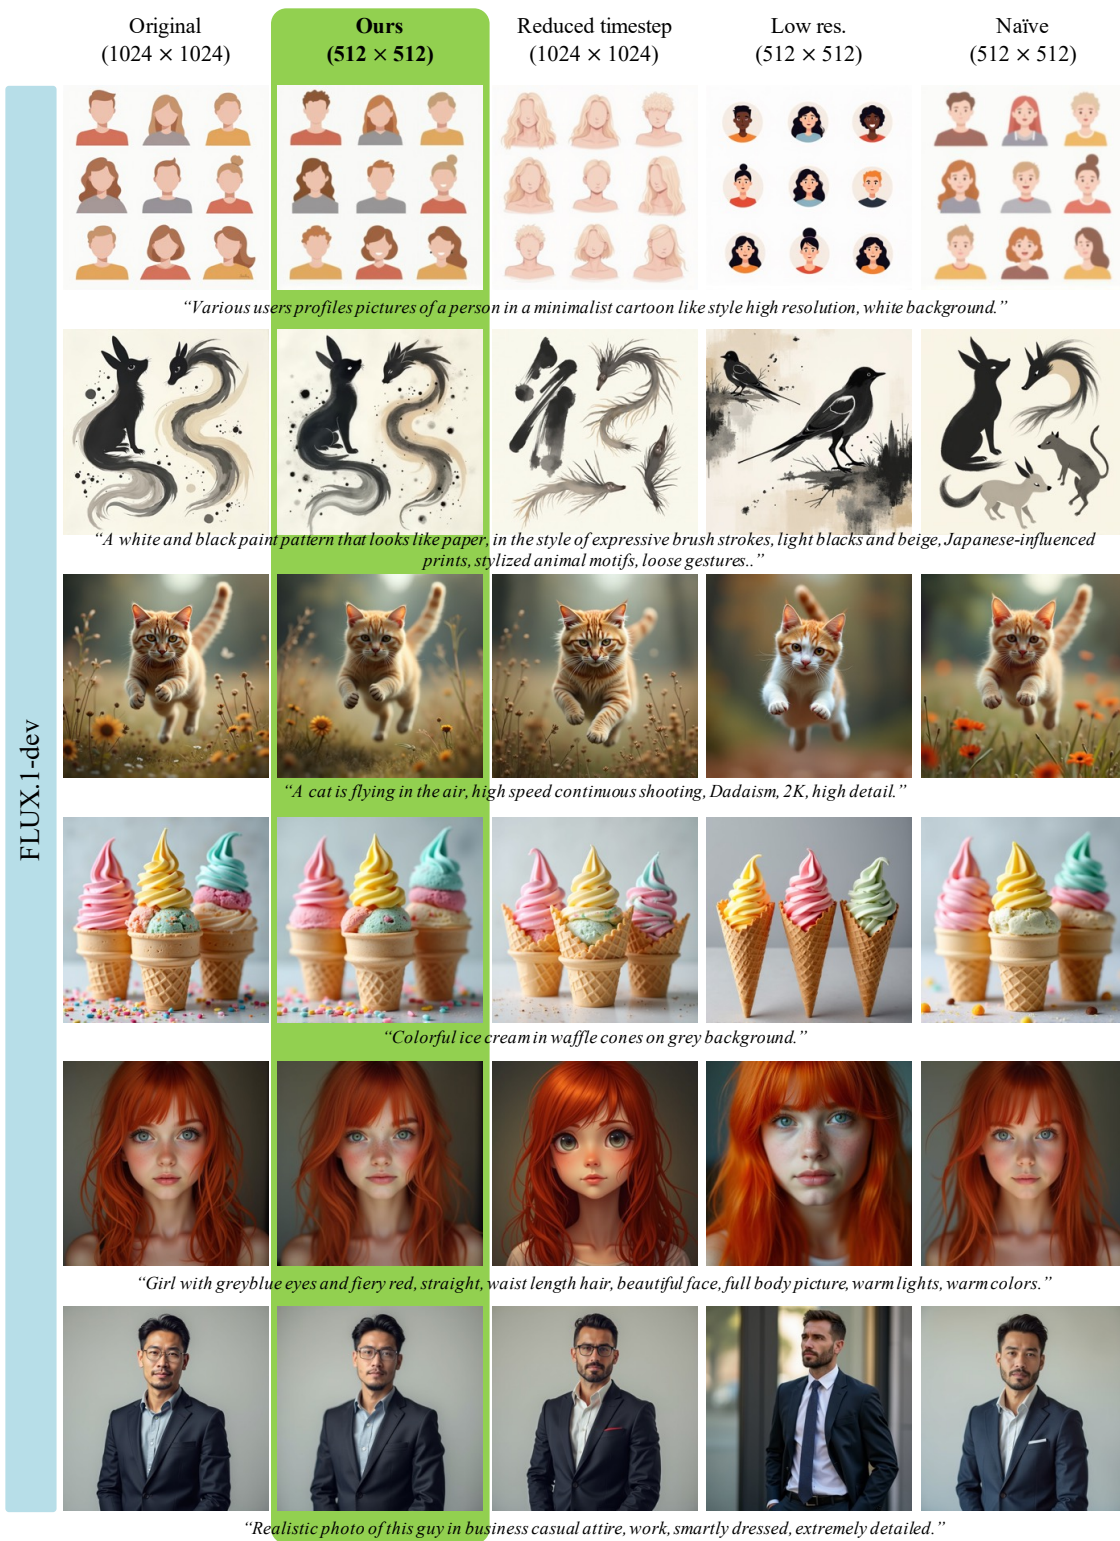 Original
(1024 × 1024)
Ours
(512 × 512)
Reduced timestep
(1024 × 1024)
Low res.
(512 × 512)
Naïve
(512 × 512)
FLUX.1-dev
“Various users profiles pictures of a person in a minimalist cartoon like style high resolution, white background.”
“A white and black paint pattern that looks like paper, in the style of expressive brush strokes, light blacks and beige, Japanese-influenced
prints, stylized animal motifs, loose gestures..”
“A cat is flying in the air, high speed continuous shooting, Dadaism, 2K, high detail.”
“Colorful ice cream in waffle cones on grey background.”
“Girl with greyblue eyes and fiery red, straight, waist length hair, beautiful face, full body picture, warm lights, warm colors.”
“Realistic photo of this guy in business casual attire, work, smartly dressed, extremely detailed.”